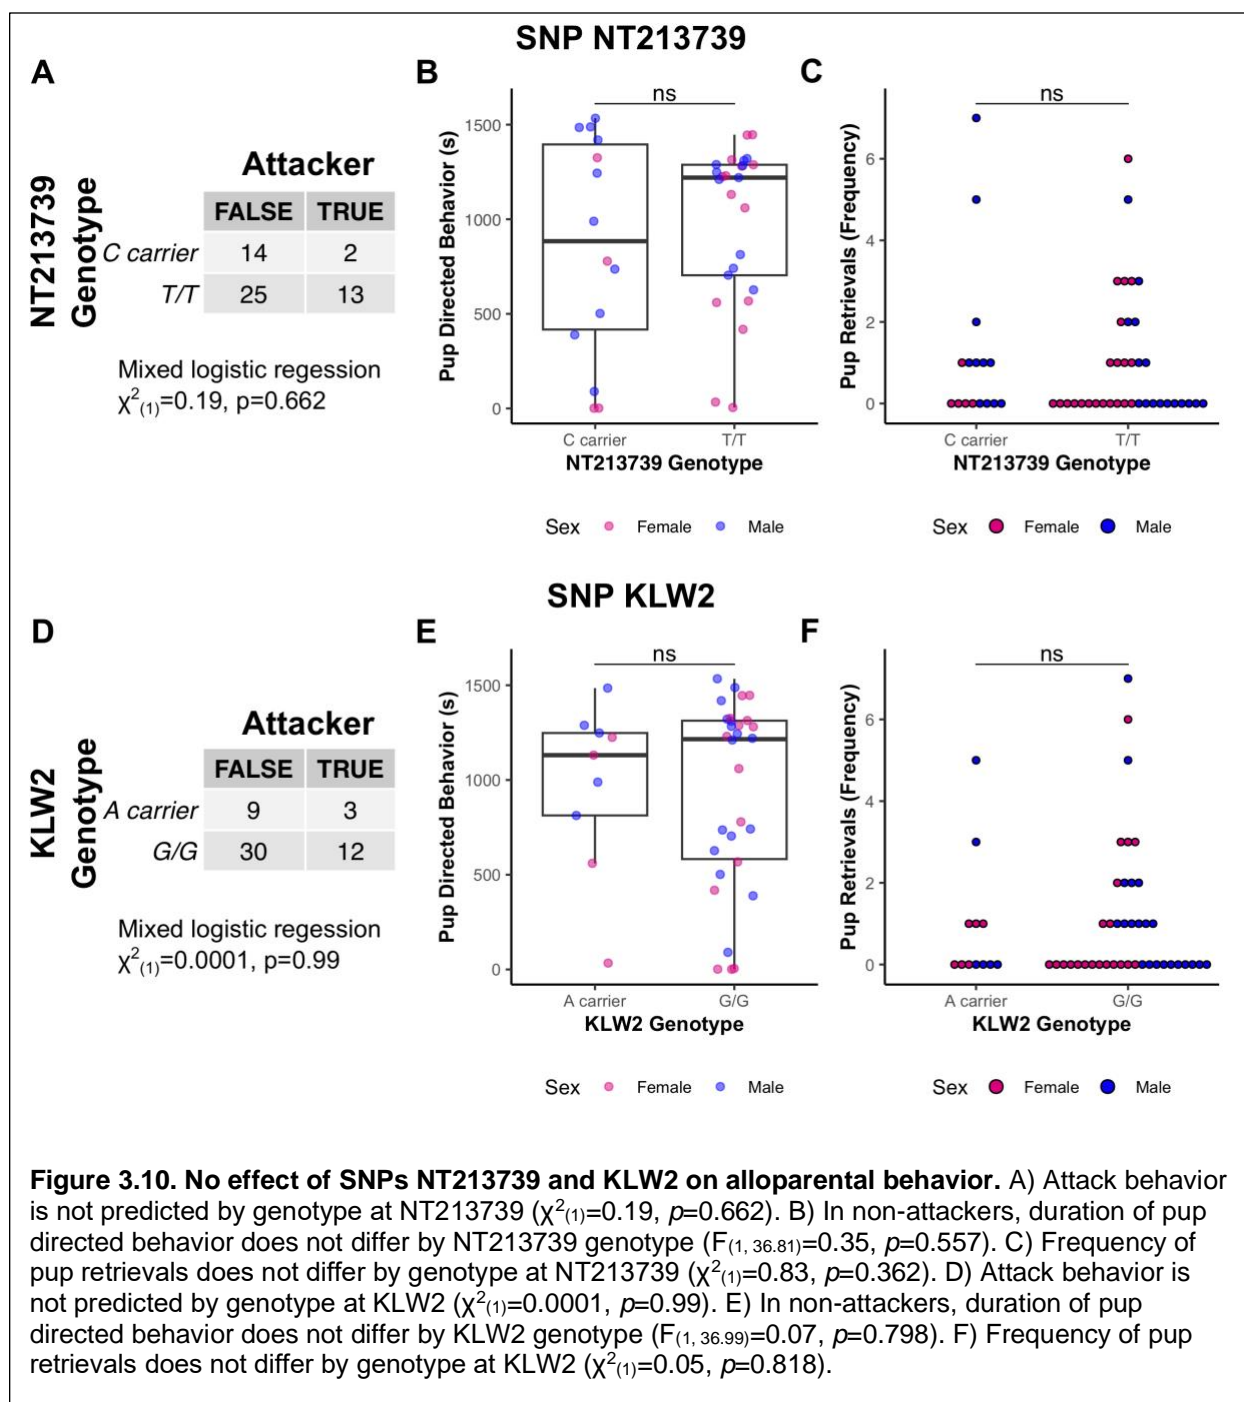 SNP NT213739
A
B
C
Attacker
NT213739
Genotype
FALSE TRUE
C carrier 14 2
T/T 25 13
Mixed logistic regession
χ²(1)=0.19, p=0.662
ns
Pup Directed Behavior (s)
1500
1000
500
0
C carrier T/T
NT213739 Genotype
Sex Female Male
ns
Pup Retrievals (Frequency)
6
4
2
0
C carrier T/T
NT213739 Genotype
Sex Female Male
SNP KLW2
D
E
F
Attacker
KLW2
Genotype
FALSE TRUE
A carrier 9 3
G/G 30 12
Mixed logistic regression
χ²(1)=0.0001, p=0.99
ns
Pup Directed Behavior (s)
1500
1000
500
0
A carrier G/G
KLW2 Genotype
Sex Female Male
ns
Pup Retrievals (Frequency)
6
4
2
0
A carrier G/G
KLW2 Genotype
Sex Female Male
Figure 3.10. No effect of SNPs NT213739 and KLW2 on alloparental behavior. A) Attack behavior
is not predicted by genotype at NT213739 (χ²(1)=0.19, p=0.662). B) In non-attackers, duration of pup
directed behavior does not differ by NT213739 genotype (F(1, 36.81)=0.35, p=0.557). C) Frequency of
pup retrievals does not differ by genotype at NT213739 (χ²(1)=0.83, p=0.362). D) Attack behavior is
not predicted by genotype at KLW2 (χ²(1)=0.0001, p=0.99). E) In non-attackers, duration of pup
directed behavior does not differ by KLW2 genotype (F(1, 36.99)=0.07, p=0.798). F) Frequency of pup
retrievals does not differ by genotype at KLW2 (χ²(1)=0.05, p=0.818).